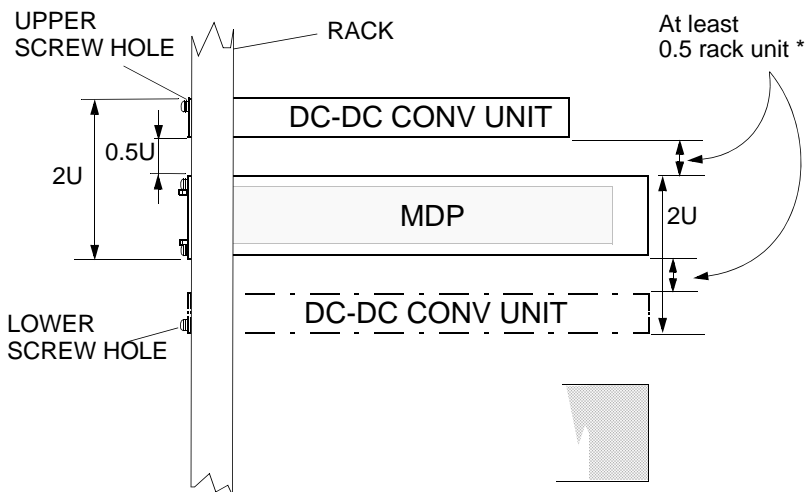 UPPER
SCREW HOLE
RACK
At least
0.5 rack unit *
DC-DC CONV UNIT
0.5U
2U
MDP
2U
DC-DC CONV UNIT
LOWER
SCREW HOLE